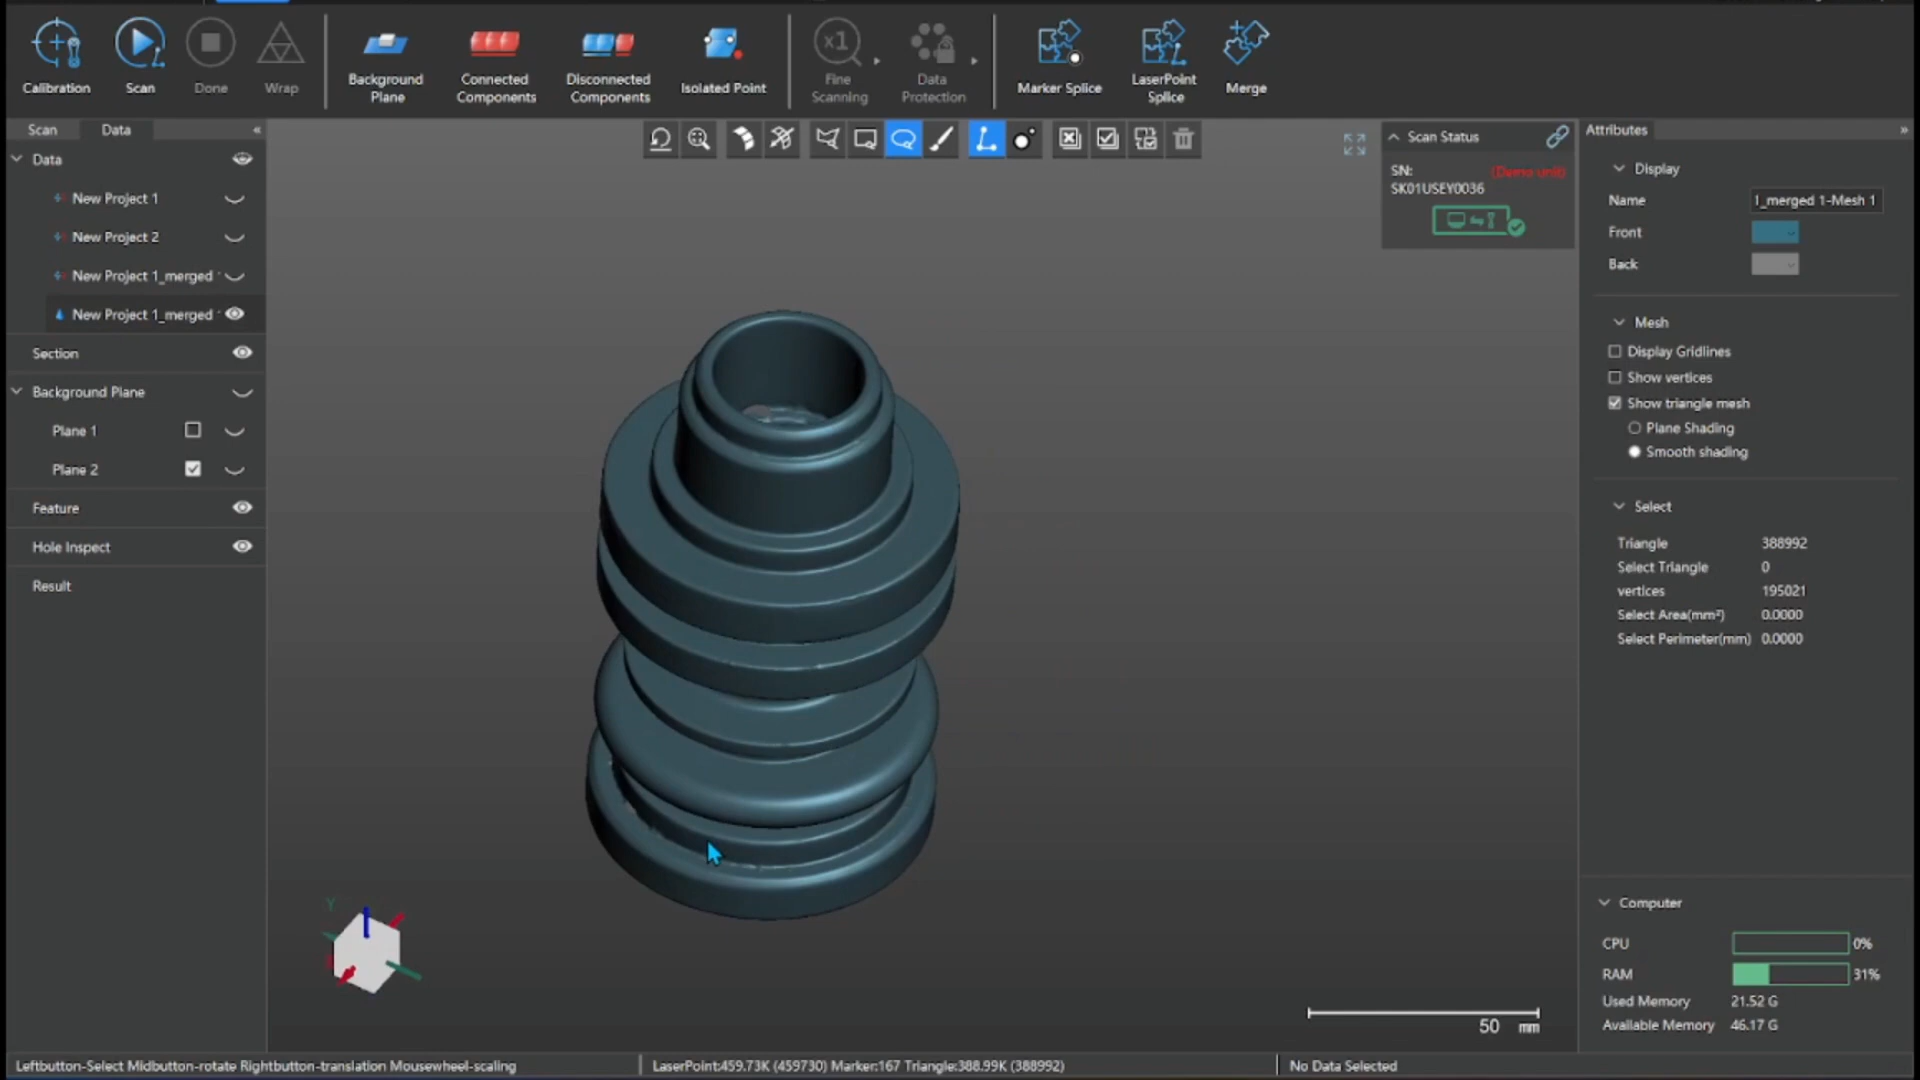 Calibration
Scan
Done
Wrap
Background
Plane
Connected
Components
Disconnected
Components
Isolated Point
x1
Fine
Scanning
Data
Protection
Marker Splice
LaserPoint
Splice
Merge
Scan
Data
«
Data
New Project 1
New Project 2
New Project 1_merged
New Project 1_merged
Section
Background Plane
Plane 1
Plane 2
Feature
Hole Inspect
Result
Scan Status
SN:
(Demo unit)
SK01USEY0036
Attributes
»
Display
Name
1_merged 1-Mesh 1
Front
Back
Mesh
Display Gridlines
Show vertices
Show triangle mesh
Plane Shading
Smooth shading
Select
Triangle 388992
Select Triangle 0
vertices 195021
Select Area(mm²) 0.0000
Select Perimeter(mm) 0.0000
Computer
CPU 0%
RAM 31%
Used Memory 21.52 G
Available Memory 46.17 G
Y
50 mm
Leftbutton-Select Midbutton-rotate Rightbutton-translation Mousewheel-scaling
LaserPoint:459.73K (459730) Marker:167 Triangle:388.99K (388992)
No Data Selected